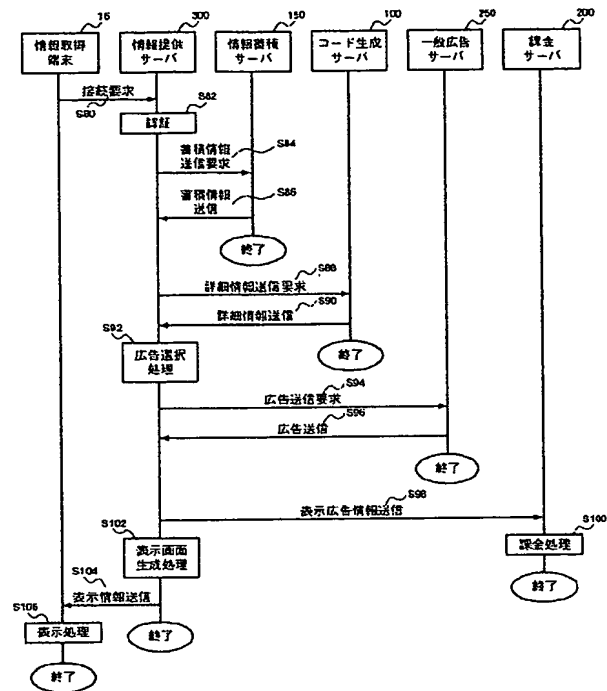 16
300
150
100
250
200
情報取得
端末
情報提供
サーバ
情報蓄積
サーバ
コード生成
サーバ
一般広告
サーバ
課金
サーバ
接続要求
S80
S82
認証
蓄積情報
送信要求
S84
蓄積情報
送信
S86
終了
詳細情報送信要求
S88
詳細情報送信
S90
終了
S92
広告選択
処理
広告送信要求
S94
広告送信
S96
終了
表示広告情報送信
S98
S100
課金処理
終了
S102
表示画面
生成処理
S104
表示情報送信
終了
S106
表示処理
終了